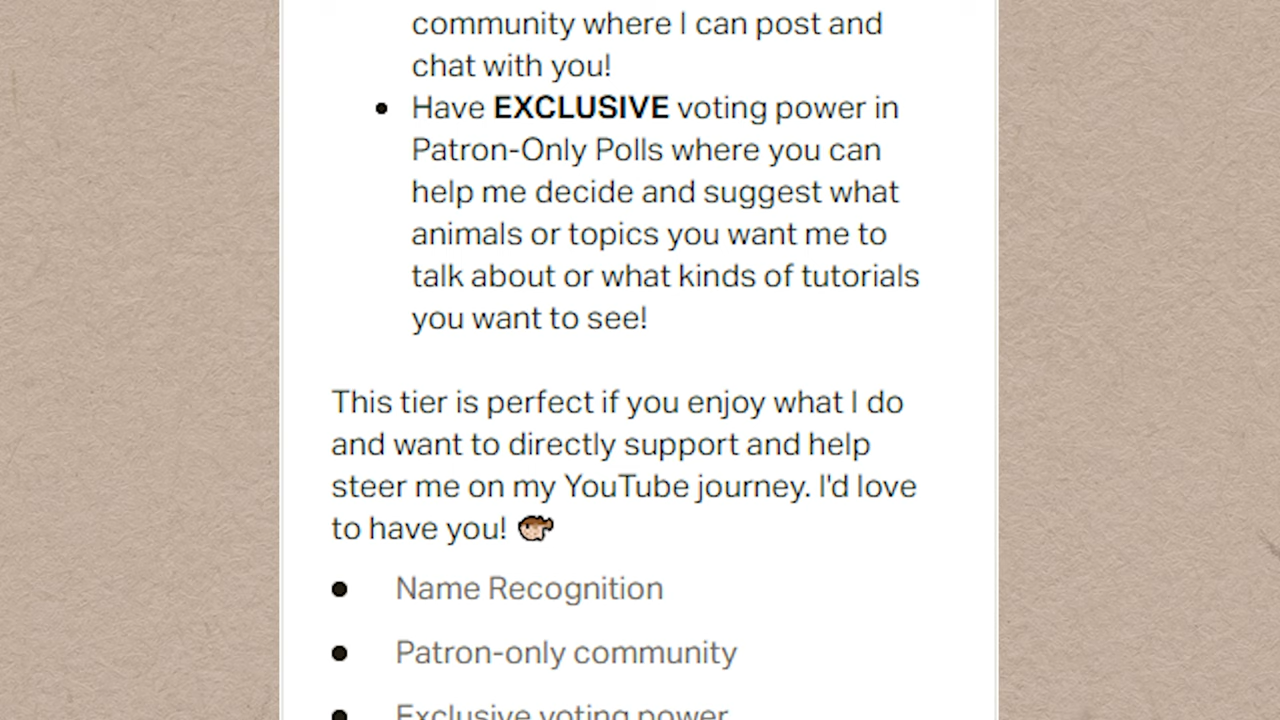 community where I can post and
chat with you!
Have EXCLUSIVE voting power in
Patron-Only Polls where you can
help me decide and suggest what
animals or topics you want me to
talk about or what kinds of tutorials
you want to see!
This tier is perfect if you enjoy what I do
and want to directly support and help
steer me on my YouTube journey. I'd love
to have you!
Name Recognition
Patron-only community
Exclusive voting power